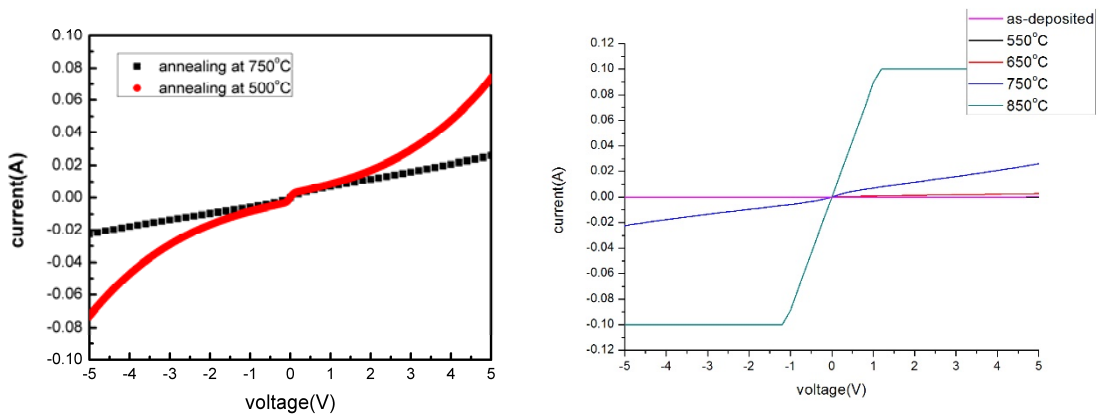 annealing at 750°C
annealing at 500°C
0.10
0.08
0.06
0.04
0.02
0.00
-0.02
-0.04
-0.06
-0.08
-0.10
current(A)
-5 -4 -3 -2 -1 0 1 2 3 4 5
voltage(V)
as-deposited
550°C
650°C
750°C
850°C
0.12
0.10
0.08
0.06
0.04
0.02
0.00
-0.02
-0.04
-0.06
-0.08
-0.10
-0.12
current(A)
-5 -4 -3 -2 -1 0 1 2 3 4 5
voltage(V)